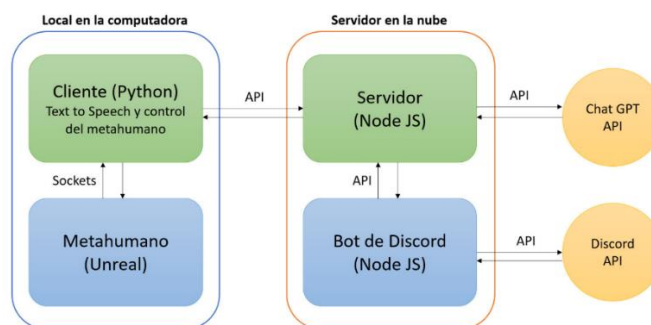 Local en la computadora
Servidor en la nube
Cliente (Python)
Text to Speech y control
del metahumano
API
Servidor
(Node JS)
API
Chat GPT
API
Sockets
API
Metahumano
(Unreal)
Bot de Discord
(Node JS)
API
Discord
API